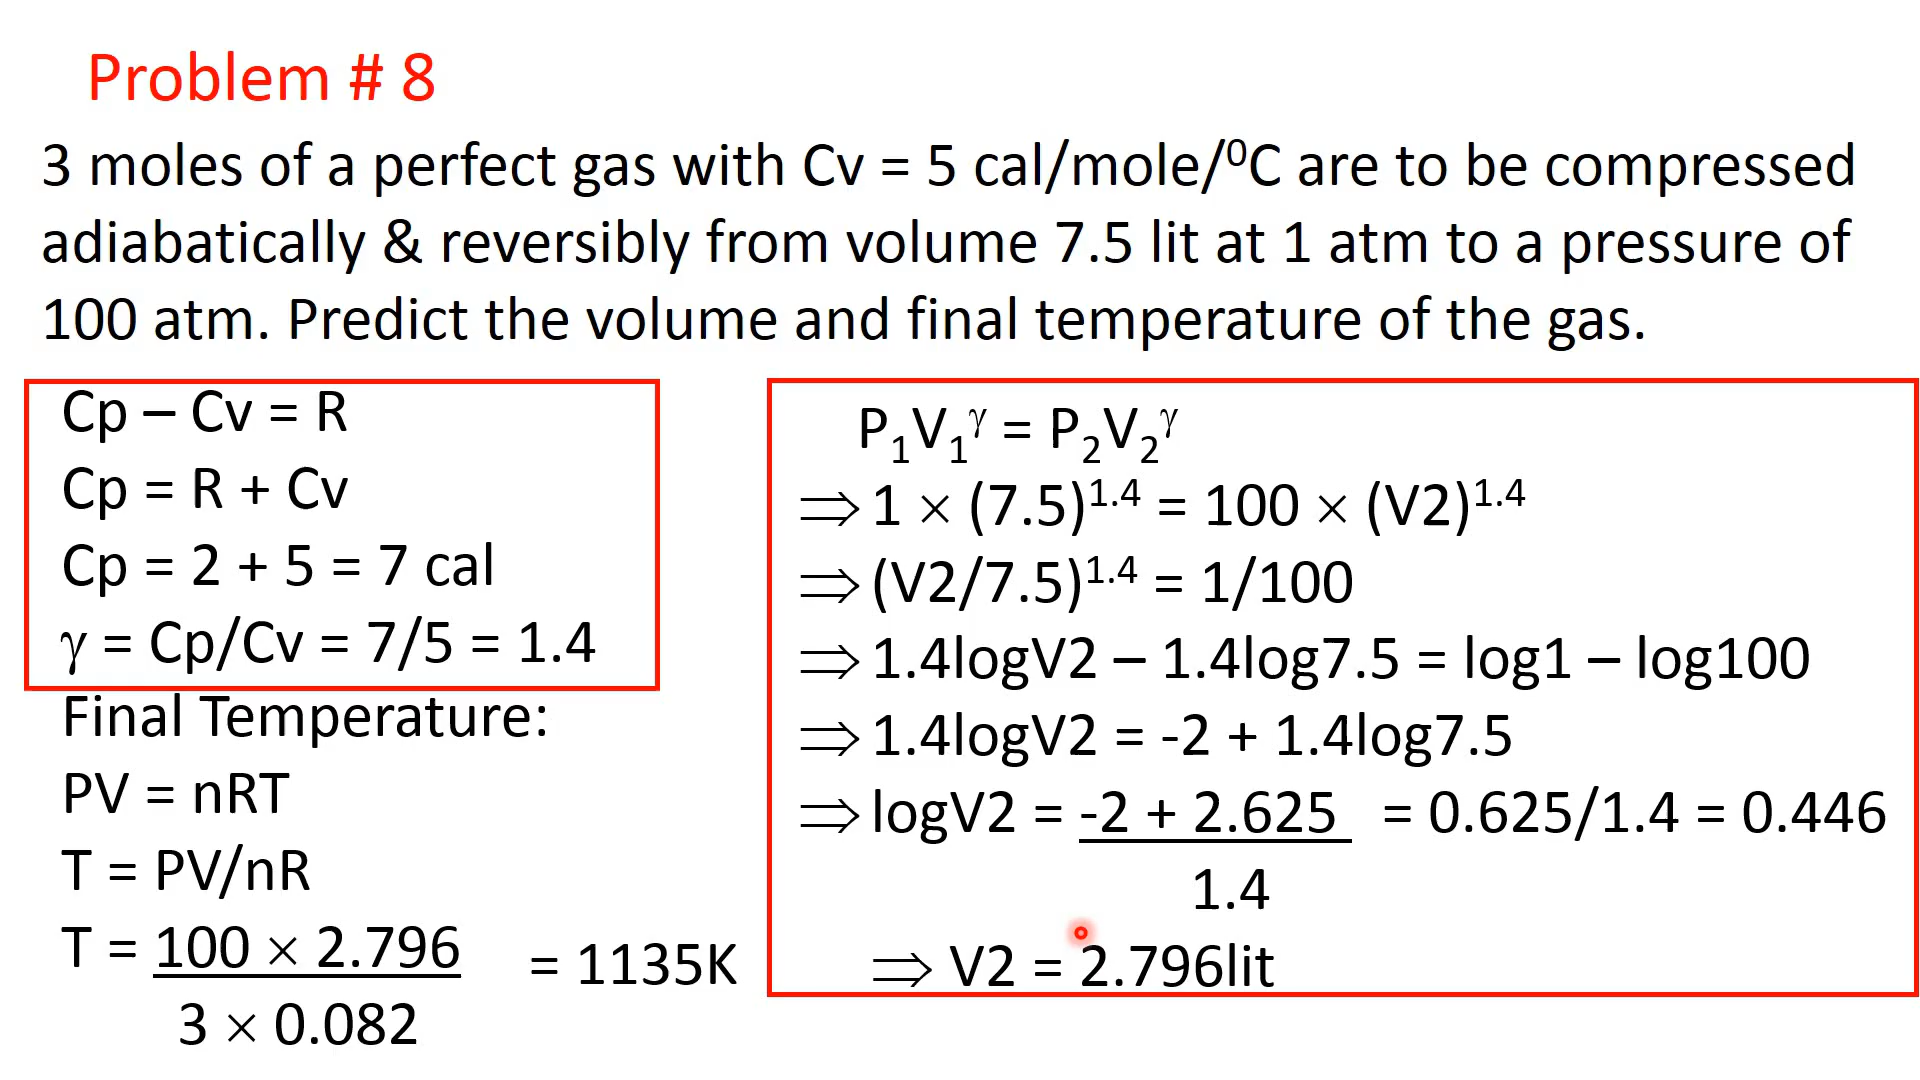 Problem # 8
3 moles of a perfect gas with Cv = 5 cal/mole/⁰C are to be compressed
adiabatically & reversibly from volume 7.5 lit at 1 atm to a pressure of
100 atm. Predict the volume and final temperature of the gas.
Cp – Cv = R
Cp = R + Cv
Cp = 2 + 5 = 7 cal
γ = Cp/Cv = 7/5 = 1.4
Final Temperature:
PV = nRT
T = PV/nR
T = 100 × 2.796 = 1135K
3 × 0.082
P₁V₁^γ = P₂V₂^γ
⇒ 1 × (7.5)^1.4 = 100 × (V2)^1.4
⇒ (V2/7.5)^1.4 = 1/100
⇒ 1.4logV2 – 1.4log7.5 = log1 – log100
⇒ 1.4logV2 = -2 + 1.4log7.5
⇒ logV2 = -2 + 2.625 = 0.625/1.4 = 0.446
1.4
⇒ V2 = 2.796lit